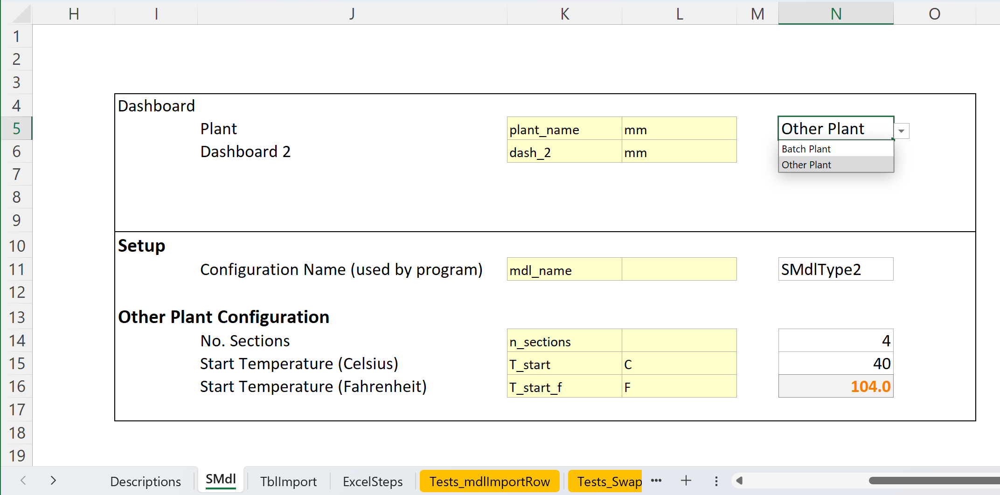 H I J K L M N O
1
2
3
4 Dashboard
5 Plant plant_name mm Other Plant
6 Dashboard 2 dash_2 mm Batch Plant
Other Plant
7
8
9
10 Setup
11 Configuration Name (used by program) mdl_name SMdlType2
12
13 Other Plant Configuration
14 No. Sections n_sections 4
15 Start Temperature (Celsius) T_start C 40
16 Start Temperature (Fahrenheit) T_start_f F 104.0
17
18
19
Descriptions SMdl TblImport ExcelSteps Tests_mdlImportRow Tests_Swap